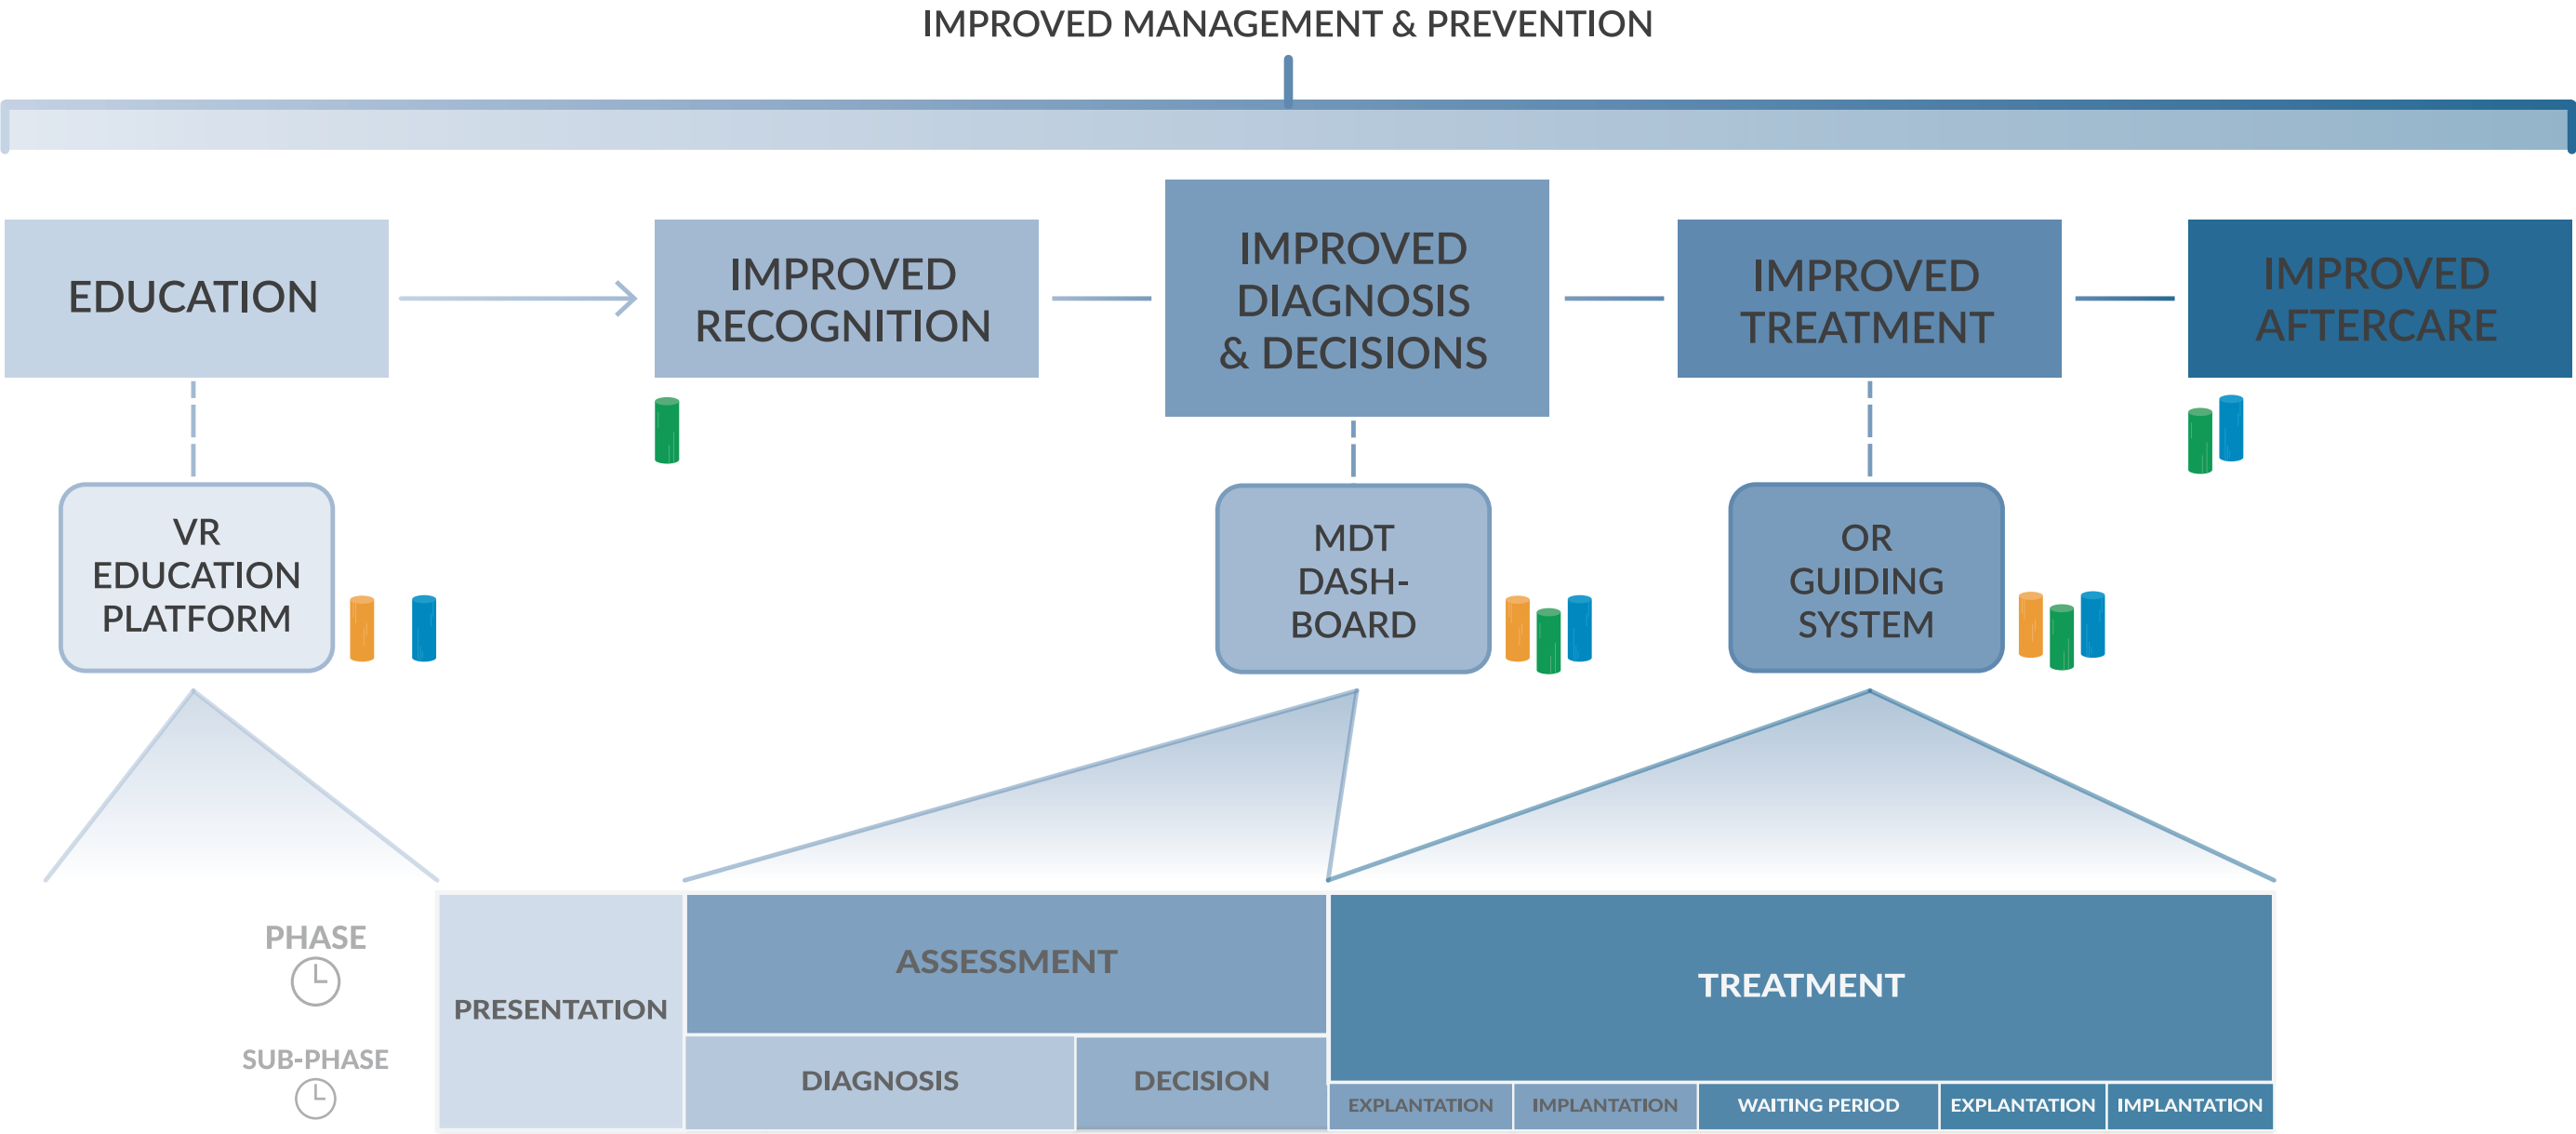 IMPROVED MANAGEMENT & PREVENTION
EDUCATION
IMPROVED
RECOGNITION
IMPROVED
DIAGNOSIS
& DECISIONS
IMPROVED
TREATMENT
IMPROVED
AFTERCARE
VR
EDUCATION
PLATFORM
MDT
DASH-
BOARD
OR
GUIDING
SYSTEM
PHASE
SUB-PHASE
PRESENTATION
ASSESSMENT
DIAGNOSIS
DECISION
TREATMENT
EXPLANTATION
IMPLANTATION
WAITING PERIOD
EXPLANTATION
IMPLANTATION